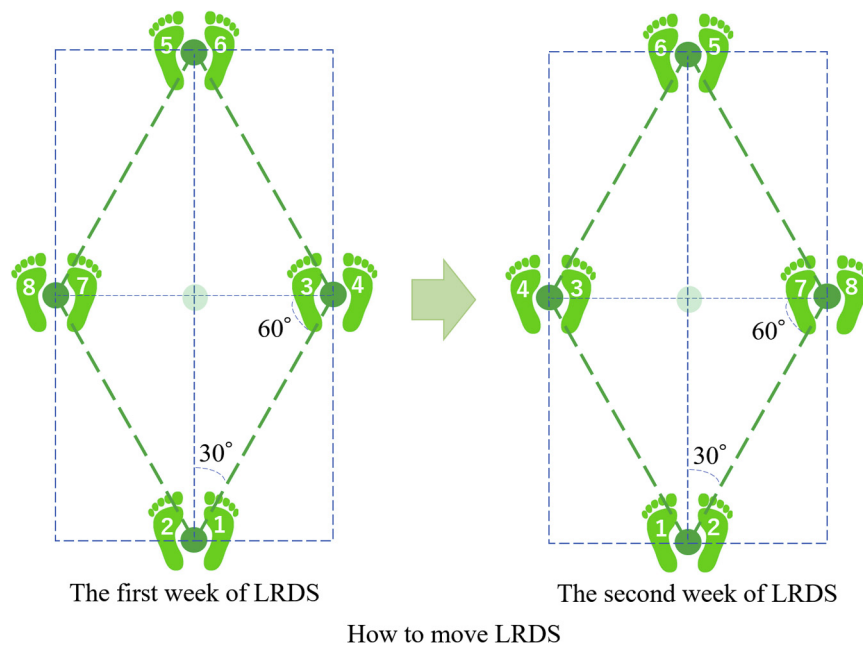 5 6 6 5
8 7 3 4 4 3 7 8
60° 60°
30° 30°
2 1 1 2
The first week of LRDS The second week of LRDS
How to move LRDS